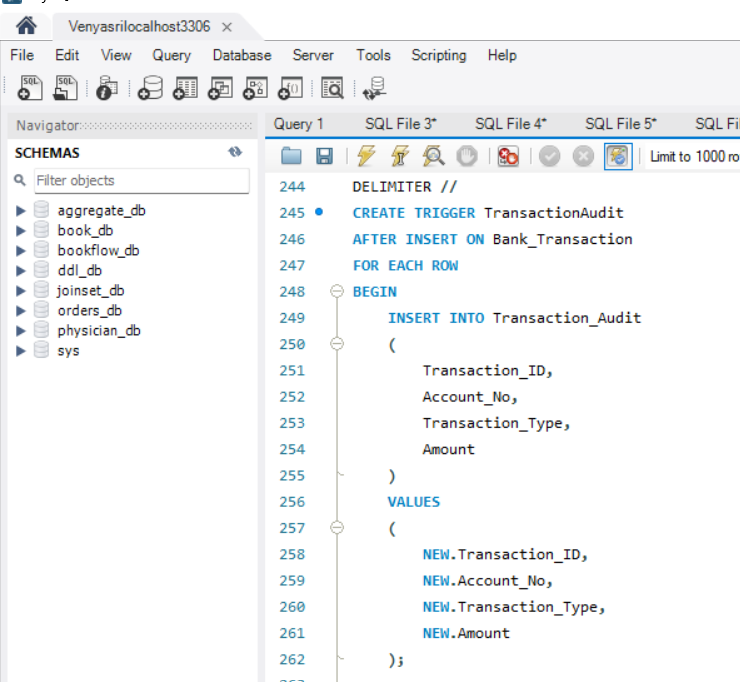 Venyasrilocalhost3306 ×
File Edit View Query Database Server Tools Scripting Help
SQL SQL
Navigator
Query 1 SQL File 3* SQL File 4* SQL File 5* SQL Fi
SCHEMAS
Limit to 1000 ro
Filter objects
aggregate_db
book_db
bookflow_db
ddl_db
joinset_db
orders_db
physician_db
sys
244 DELIMITER //
245 CREATE TRIGGER TransactionAudit
246 AFTER INSERT ON Bank_Transaction
247 FOR EACH ROW
248 BEGIN
249 INSERT INTO Transaction_Audit
250 (
251 Transaction_ID,
252 Account_No,
253 Transaction_Type,
254 Amount
255 )
256 VALUES
257 (
258 NEW.Transaction_ID,
259 NEW.Account_No,
260 NEW.Transaction_Type,
261 NEW.Amount
262 );